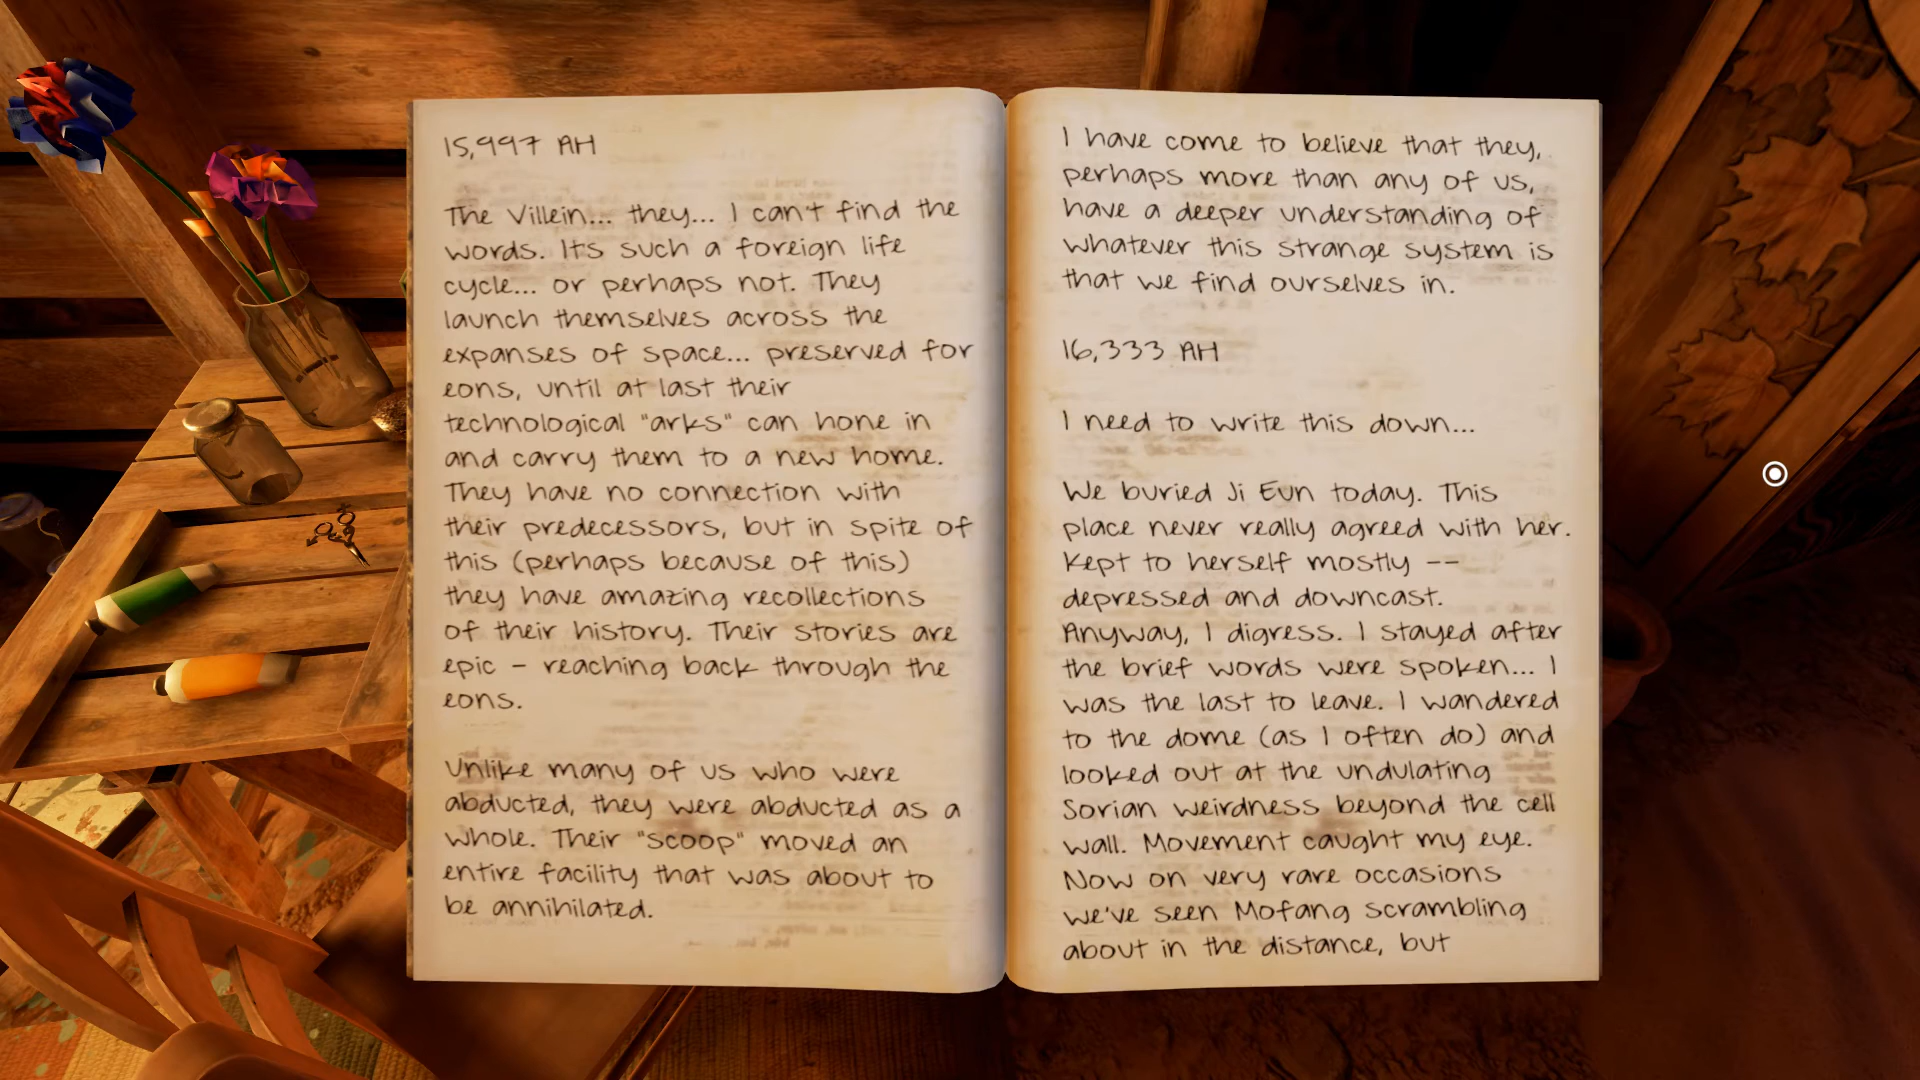 15,997 AH
The Villein... they... I can't find the
words. Its such a foreign life
cycle... or perhaps not. They
launch themselves across the
expanses of space... preserved for
eons, until at last their
technological "arks" can hone in
and carry them to a new home.
They have no connection with
their predecessors, but in spite of
this (perhaps because of this)
they have amazing recollections
of their history. Their stories are
epic - reaching back through the
eons.
Unlike many of us who were
abducted, they were abducted as a
whole. Their "scoop" moved an
entire facility that was about to
be annihilated.
I have come to believe that they,
perhaps more than any of us,
have a deeper understanding of
whatever this strange system is
that we find ourselves in.
16,333 AH
I need to write this down...
We buried Ji Eun today. This
place never really agreed with her.
Kept to herself mostly --
depressed and downcast.
Anyway, I digress. I stayed after
the brief words were spoken... I
was the last to leave. I wandered
to the dome (as I often do) and
looked out at the undulating
Sorian weirdness beyond the cell
wall. Movement caught my eye.
Now on very rare occasions
we've seen Mofang scrambling
about in the distance, but